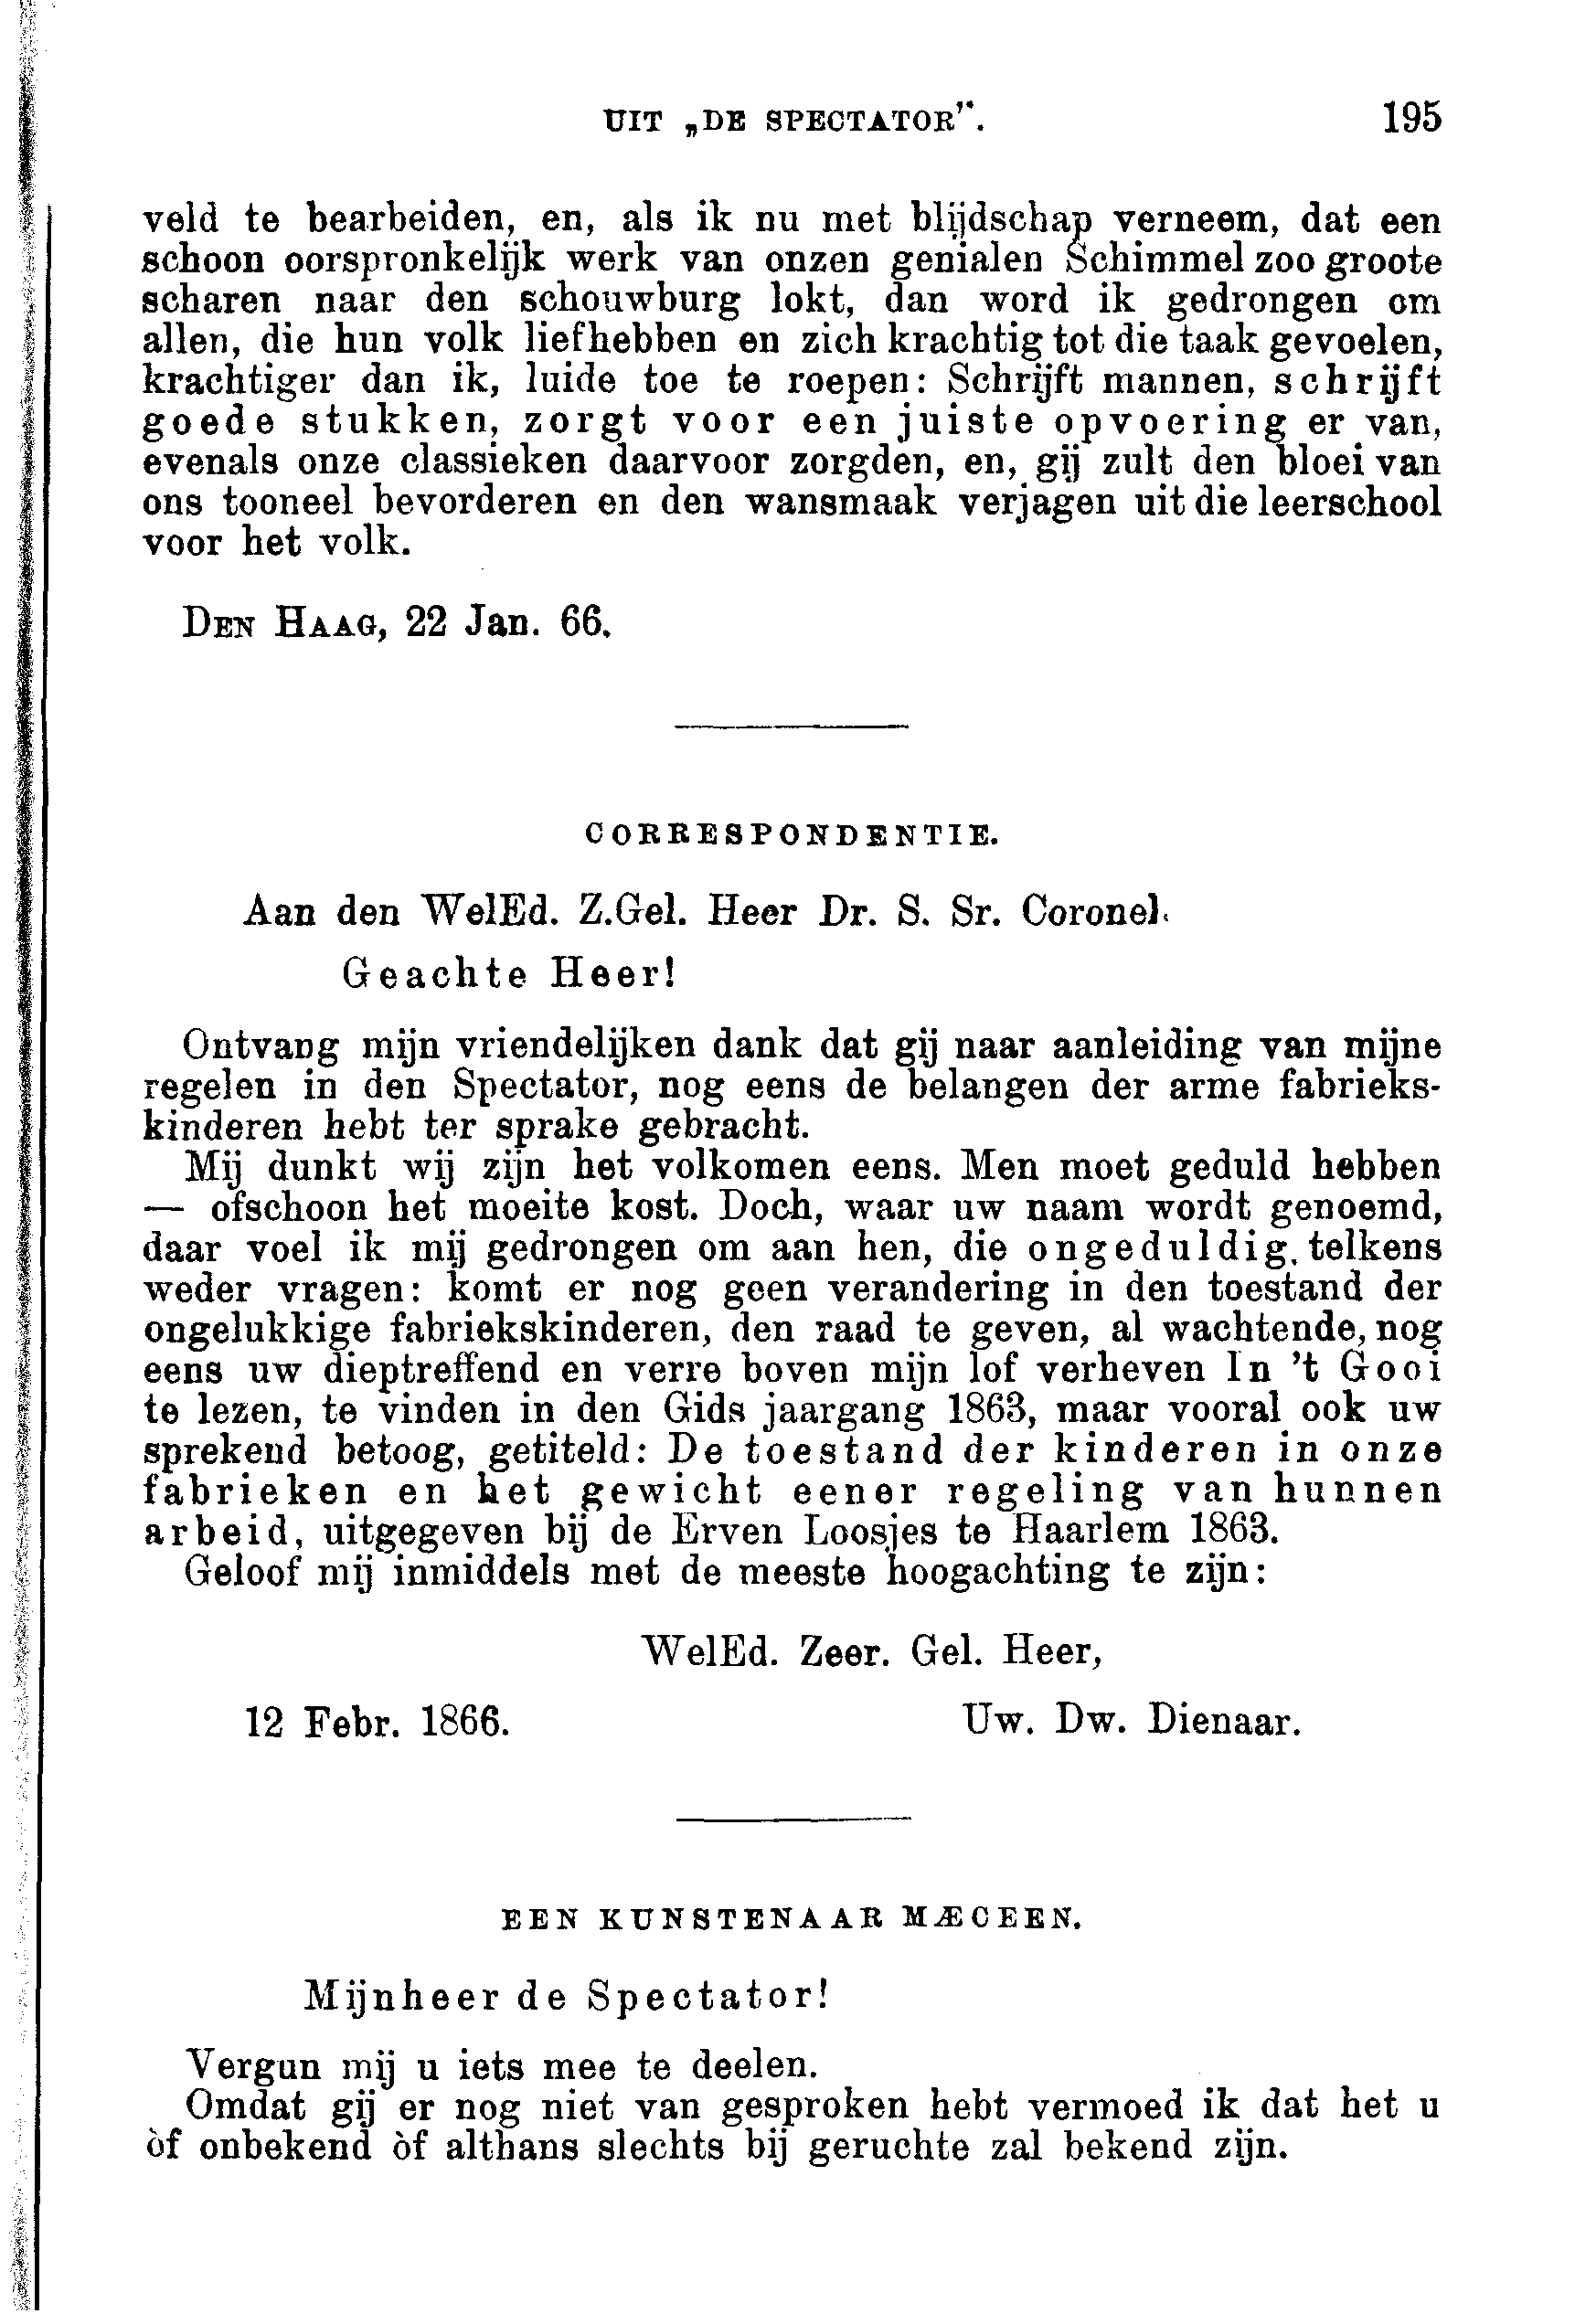 UIT „DE SPECTATOR”.
195
veld te bearbeiden, en, als ik nu met blijdschap verneem, dat een
schoon oorspronkelijk werk van onzen genialen Schimmel zoo groote
scharen naar den schouwburg lokt, dan word ik gedrongen om
allen, die hun volk liefhebben en zich krachtig tot die taak gevoelen,
krachtiger dan ik, luide toe te roepen: Schrijft mannen, schrijft
goede stukken, zorgt voor een juiste opvoering er van,
evenals onze classieken daarvoor zorgden, en, gij zult den bloei van
ons tooneel bevorderen en den wansmaak verjagen uit die leerschool
voor het volk.
DEN HAAG, 22 Jan. 66.
CORRESPONDENTIE.
Aan den WelEd. Z.Gel. Heer Dr. S. Sr. Coronel.
Geachte Heer!
Ontvang mijn vriendelijken dank dat gij naar aanleiding van mijne
regelen in den Spectator, nog eens de belangen der arme fabrieks-
kinderen hebt ter sprake gebracht.
Mij dunkt wij zijn het volkomen eens. Men moet geduld hebben
— ofschoon het moeite kost. Doch, waar uw naam wordt genoemd,
daar voel ik mij gedrongen om aan hen, die ongeduldig, telkens
weder vragen: komt er nog geen verandering in den toestand der
ongelukkige fabriekskinderen, den raad te geven, al wachtende, nog
eens uw dieptreffend en verre boven mijn lof verheven In 't Gooi
te lezen, te vinden in den Gids jaargang 1863, maar vooral ook uw
sprekend betoog, getiteld: De toestand der kinderen in onze
fabrieken en het gewicht eener regeling van hunnen
arbeid, uitgegeven bij de Erven Loosjes te Haarlem 1863.
Geloof mij inmiddels met de meeste hoogachting te zijn:
WelEd. Zeer. Gel. Heer,
12 Febr. 1866.
Uw. Dw. Dienaar.
EEN KUNSTENAAR MÆCEEN.
Mijnheer de Spectator!
Vergun mij u iets mee te deelen.
Omdat gij er nog niet van gesproken hebt vermoed ik dat het u
òf onbekend òf althans slechts bij geruchte zal bekend zijn.